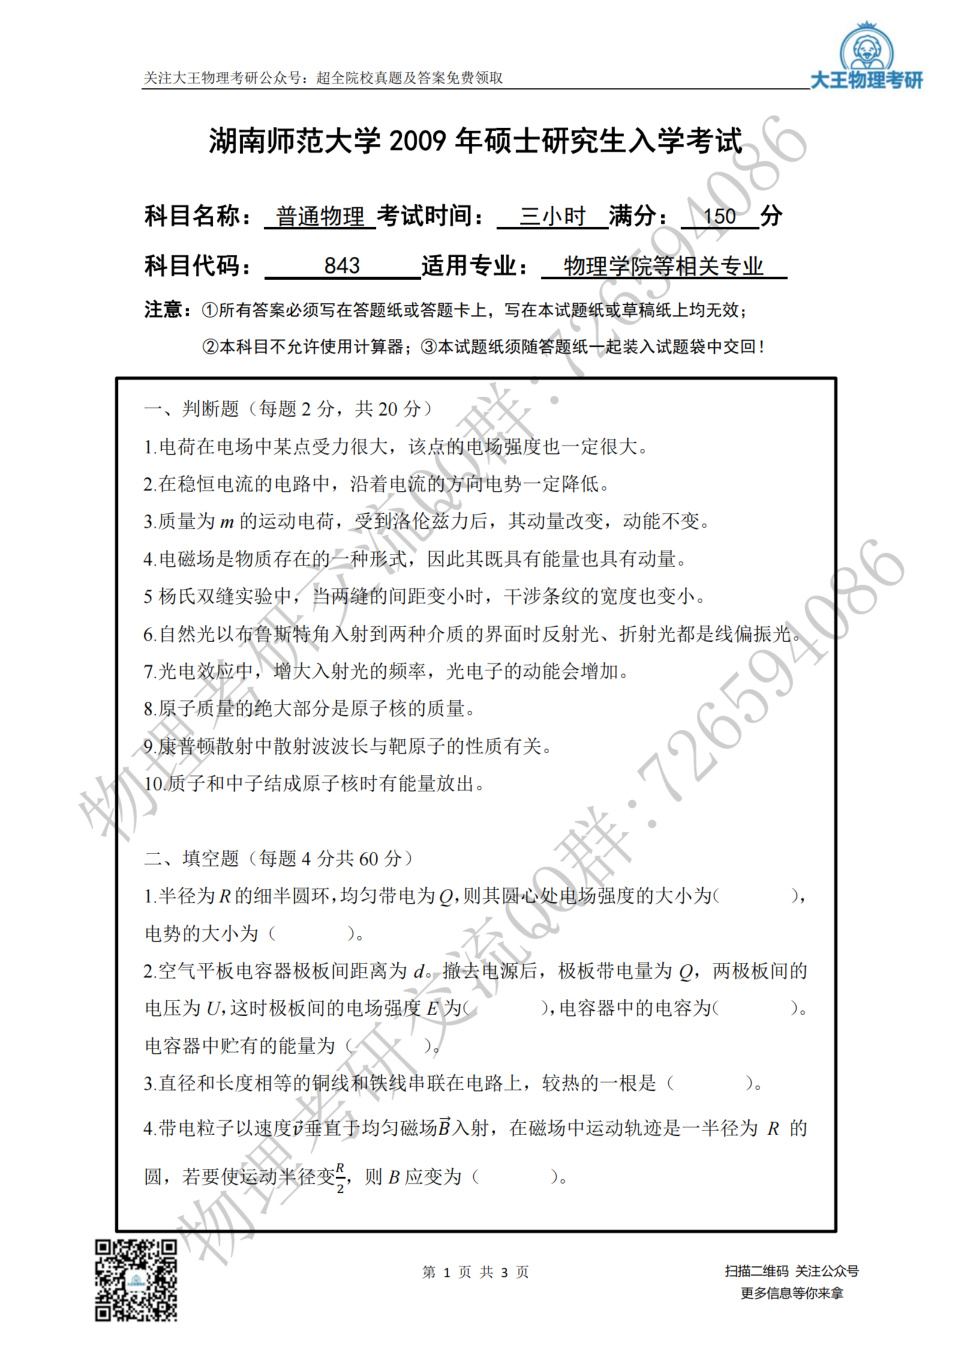 关注大王物理考研公众号：超全院校真题及答案免费领取
大王物理考研
湖南师范大学 2009 年硕士研究生入学考试
科目名称： 普通物理 考试时间： 三小时 满分： 150 分
科目代码： 843 适用专业： 物理学院等相关专业
注意：①所有答案必须写在答题纸或答题卡上，写在本试题纸或草稿纸上均无效；
②本科目不允许使用计算器；③本试题纸须随答题纸一起装入试题袋中交回！
一、判断题（每题 2 分，共 20 分）
1.电荷在电场中某点受力很大，该点的电场强度也一定很大。
2.在稳恒电流的电路中，沿着电流的方向电势一定降低。
3.质量为 m 的运动电荷，受到洛伦兹力后，其动量改变，动能不变。
4.电磁场是物质存在的一种形式，因此其既具有能量也具有动量。
5 杨氏双缝实验中，当两缝的间距变小时，干涉条纹的宽度也变小。
6.自然光以布鲁斯特角入射到两种介质的界面时反射光、折射光都是线偏振光。
7.光电效应中，增大入射光的频率，光电子的动能会增加。
8.原子质量的绝大部分是原子核的质量。
9.康普顿散射中散射波波长与靶原子的性质有关。
10.质子和中子结成原子核时有能量放出。
二、填空题（每题 4 分共 60 分）
1.半径为 R 的细半圆环，均匀带电为 Q，则其圆心处电场强度的大小为（ ），
电势的大小为（ ）。
2.空气平板电容器极板间距离为 d。撤去电源后，极板带电量为 Q，两极板间的
电压为 U，这时极板间的电场强度 E 为（ ），电容器中的电容为（ ）。
电容器中贮有的能量为（ ）。
3.直径和长度相等的铜线和铁线串联在电路上，较热的一根是（ ）。
4.带电粒子以速度v⃗垂直于均匀磁场B⃗入射，在磁场中运动轨迹是一半径为 R 的
圆，若要使运动半径变R/2，则 B 应变为（ ）。
物理考研交流QQ群：726594086
物理考研交流QQ群：726594086
大王物理考研
第 1 页 共 3 页
扫描二维码 关注公众号
更多信息等你来拿